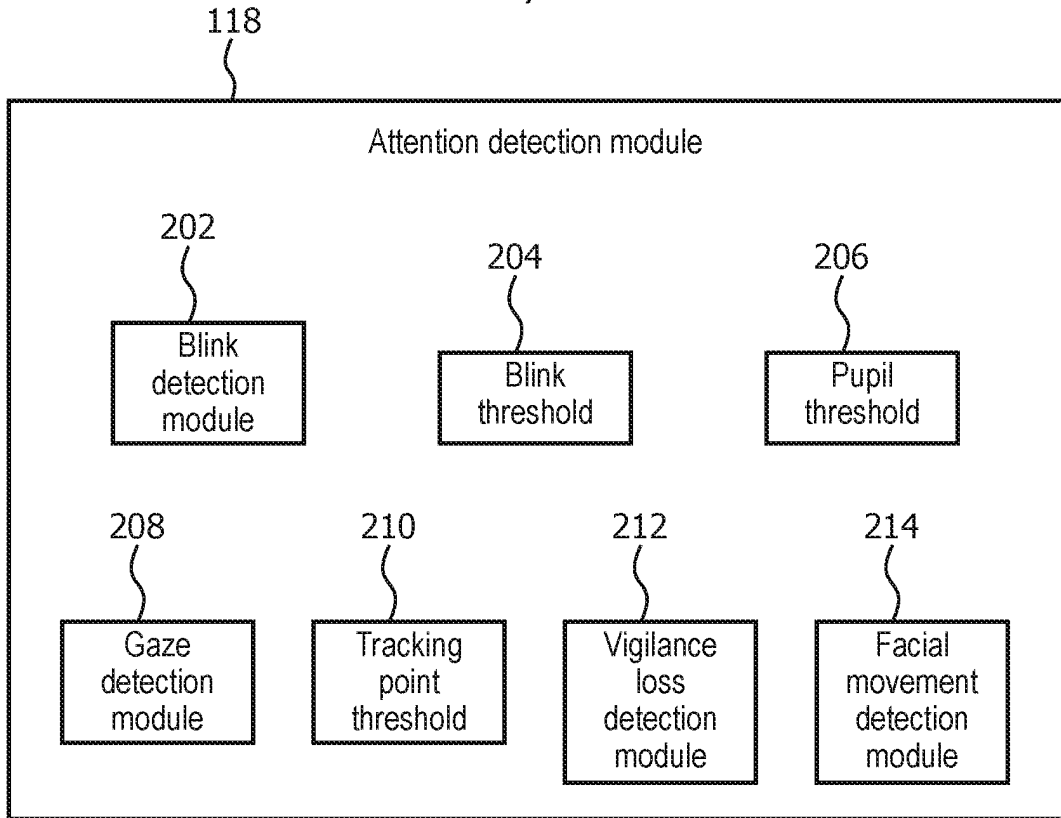 118
Attention detection module
202
204
206
Blink
detection
module
Blink
threshold
Pupil
threshold
208
210
212
214
Gaze
detection
module
Tracking
point
threshold
Vigilance
loss
detection
module
Facial
movement
detection
module